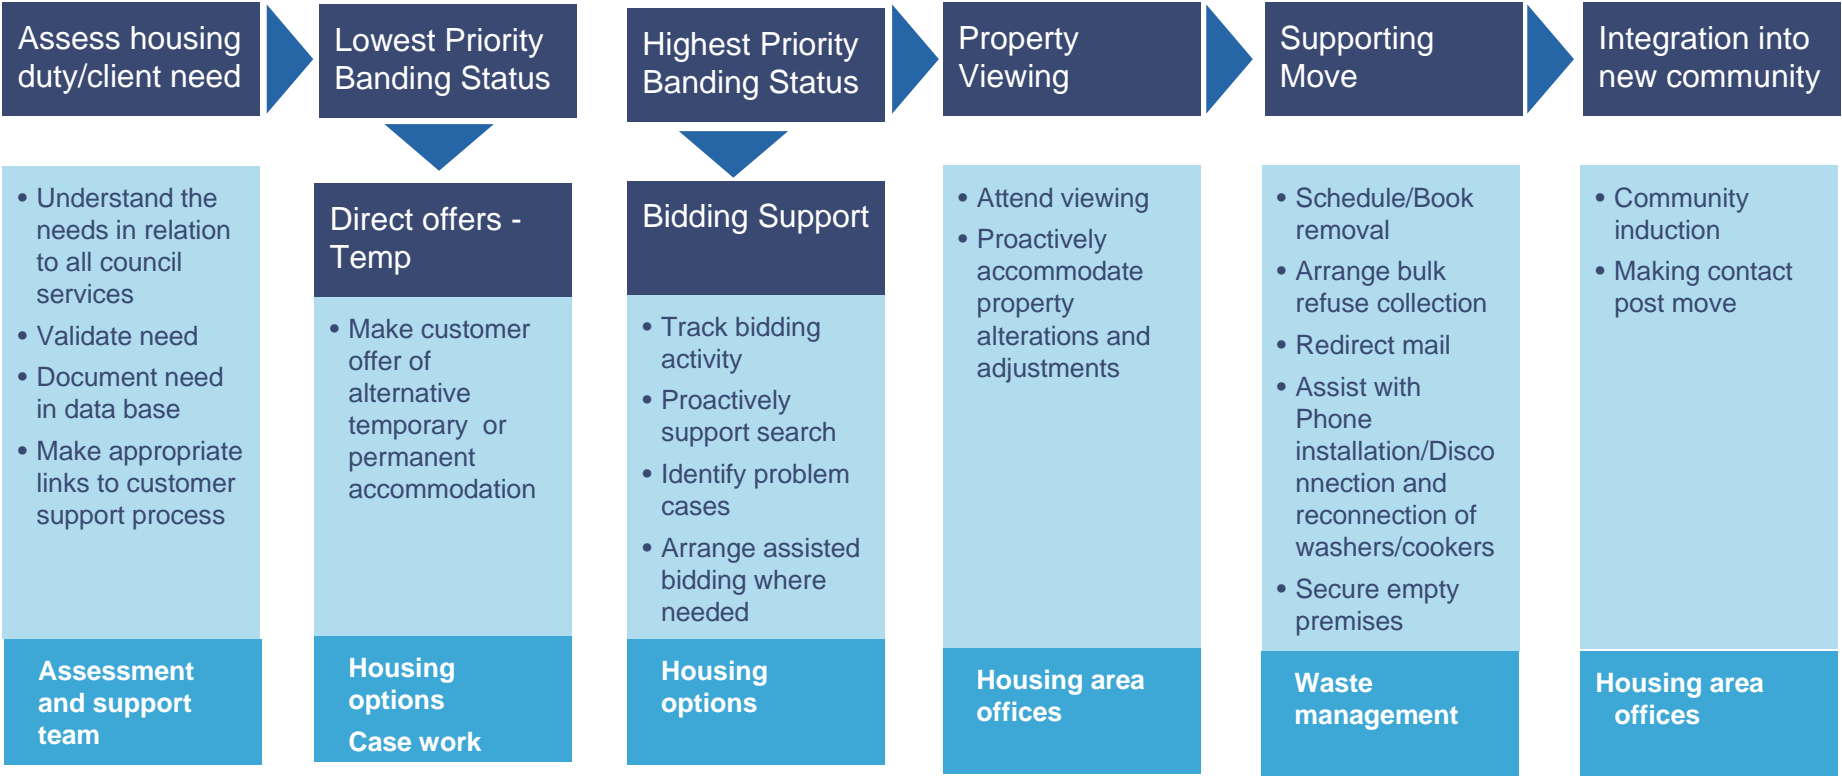 Assess housing
duty/client need
Lowest Priority
Banding Status
Highest Priority
Banding Status
Property
Viewing
Supporting
Move
Integration into
new community
• Understand the
needs in relation
to all council
services
• Validate need
• Document need
in data base
• Make appropriate
links to customer
support process
Assessment
and support
team
Direct offers -
Temp
• Make customer
offer of
alternative
temporary  or
permanent
accommodation
Housing
options
Case work
Bidding Support
• Track bidding
activity
• Proactively
support search
• Identify problem
cases
• Arrange assisted
bidding where
needed
Housing
options
• Attend viewing
• Proactively
accommodate
property
alterations and
adjustments
Housing area
offices
• Schedule/Book
removal
• Arrange bulk
refuse collection
• Redirect mail
• Assist with
Phone
installation/Disco
nnection and
reconnection of
washers/cookers
• Secure empty
premises
Waste
management
• Community
induction
• Making contact
post move
Housing area
offices